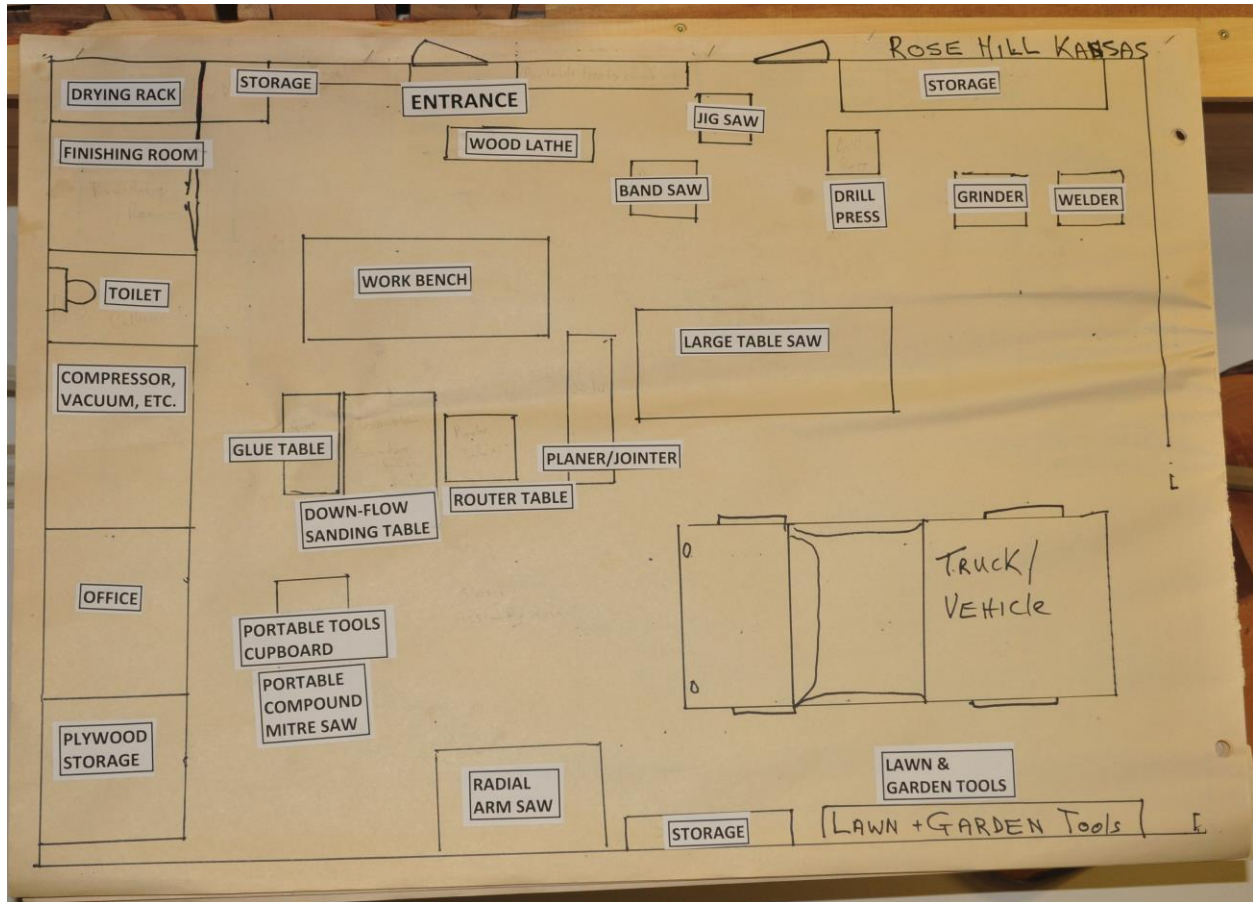 ROSE HILL KANSAS
DRYING RACK
STORAGE
ENTRANCE
STORAGE
JIG SAW
FINISHING ROOM
WOOD LATHE
BAND SAW
DRILL
PRESS
GRINDER
WELDER
TOILET
WORK BENCH
LARGE TABLE SAW
COMPRESSOR,
VACUUM, ETC.
GLUE TABLE
PLANER/JOINTER
ROUTER TABLE
DOWN-FLOW
SANDING TABLE
TRUCK/
VEHICLE
OFFICE
PORTABLE TOOLS
CUPBOARD
PORTABLE
COMPOUND
MITRE SAW
PLYWOOD
STORAGE
RADIAL
ARM SAW
STORAGE
LAWN &
GARDEN TOOLS
LAWN + GARDEN TOOLS